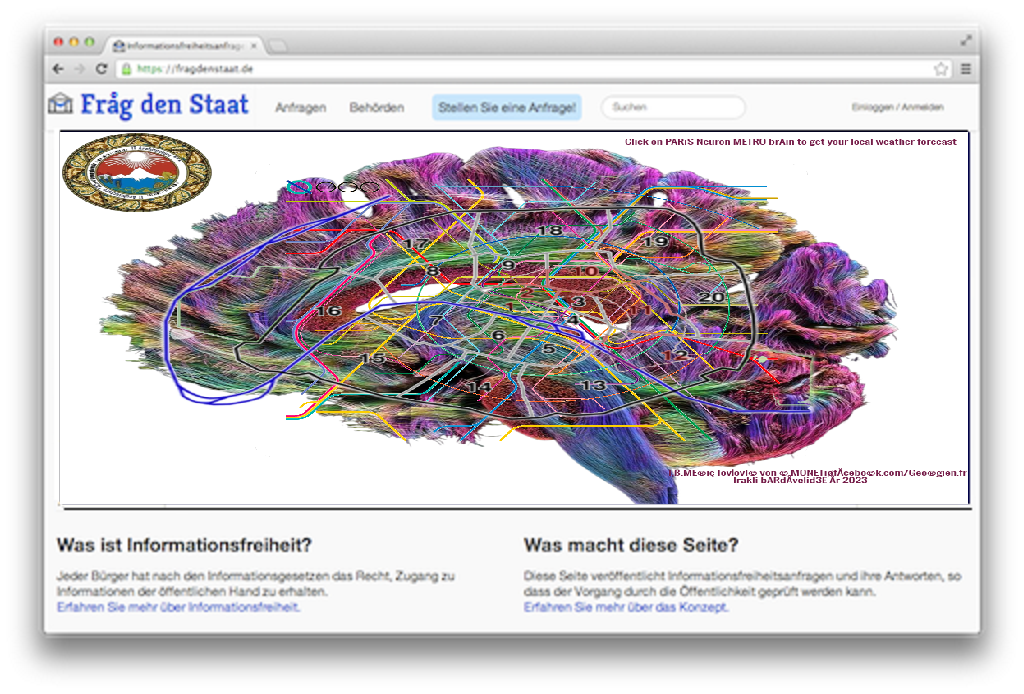 Informationsfreiheitsanfrage
https://fragdenstaat.de
Fråg den Staat
Anfragen
Behörden
Stellen Sie eine Anfrage!
Suchen
Einloggen / Anmelden
Click on PARiS Neuron METRO brAin to get your local weather forecast
18
17
19
9
8
10
2
20
3
1
11
16
4
7
6
5
12
15
14
13
Irakli bARdAvelid3E Ar 2023
Was ist Informationsfreiheit?
Jeder Bürger hat nach den Informationsgesetzen das Recht, Zugang zu
Informationen der öffentlichen Hand zu erhalten.
Erfahren Sie mehr über Informationsfreiheit.
Was macht diese Seite?
Diese Seite veröffentlicht Informationsfreiheitsanfragen und ihre Antworten, so
dass der Vorgang durch die Öffentlichkeit geprüft werden kann.
Erfahren Sie mehr über das Konzept.